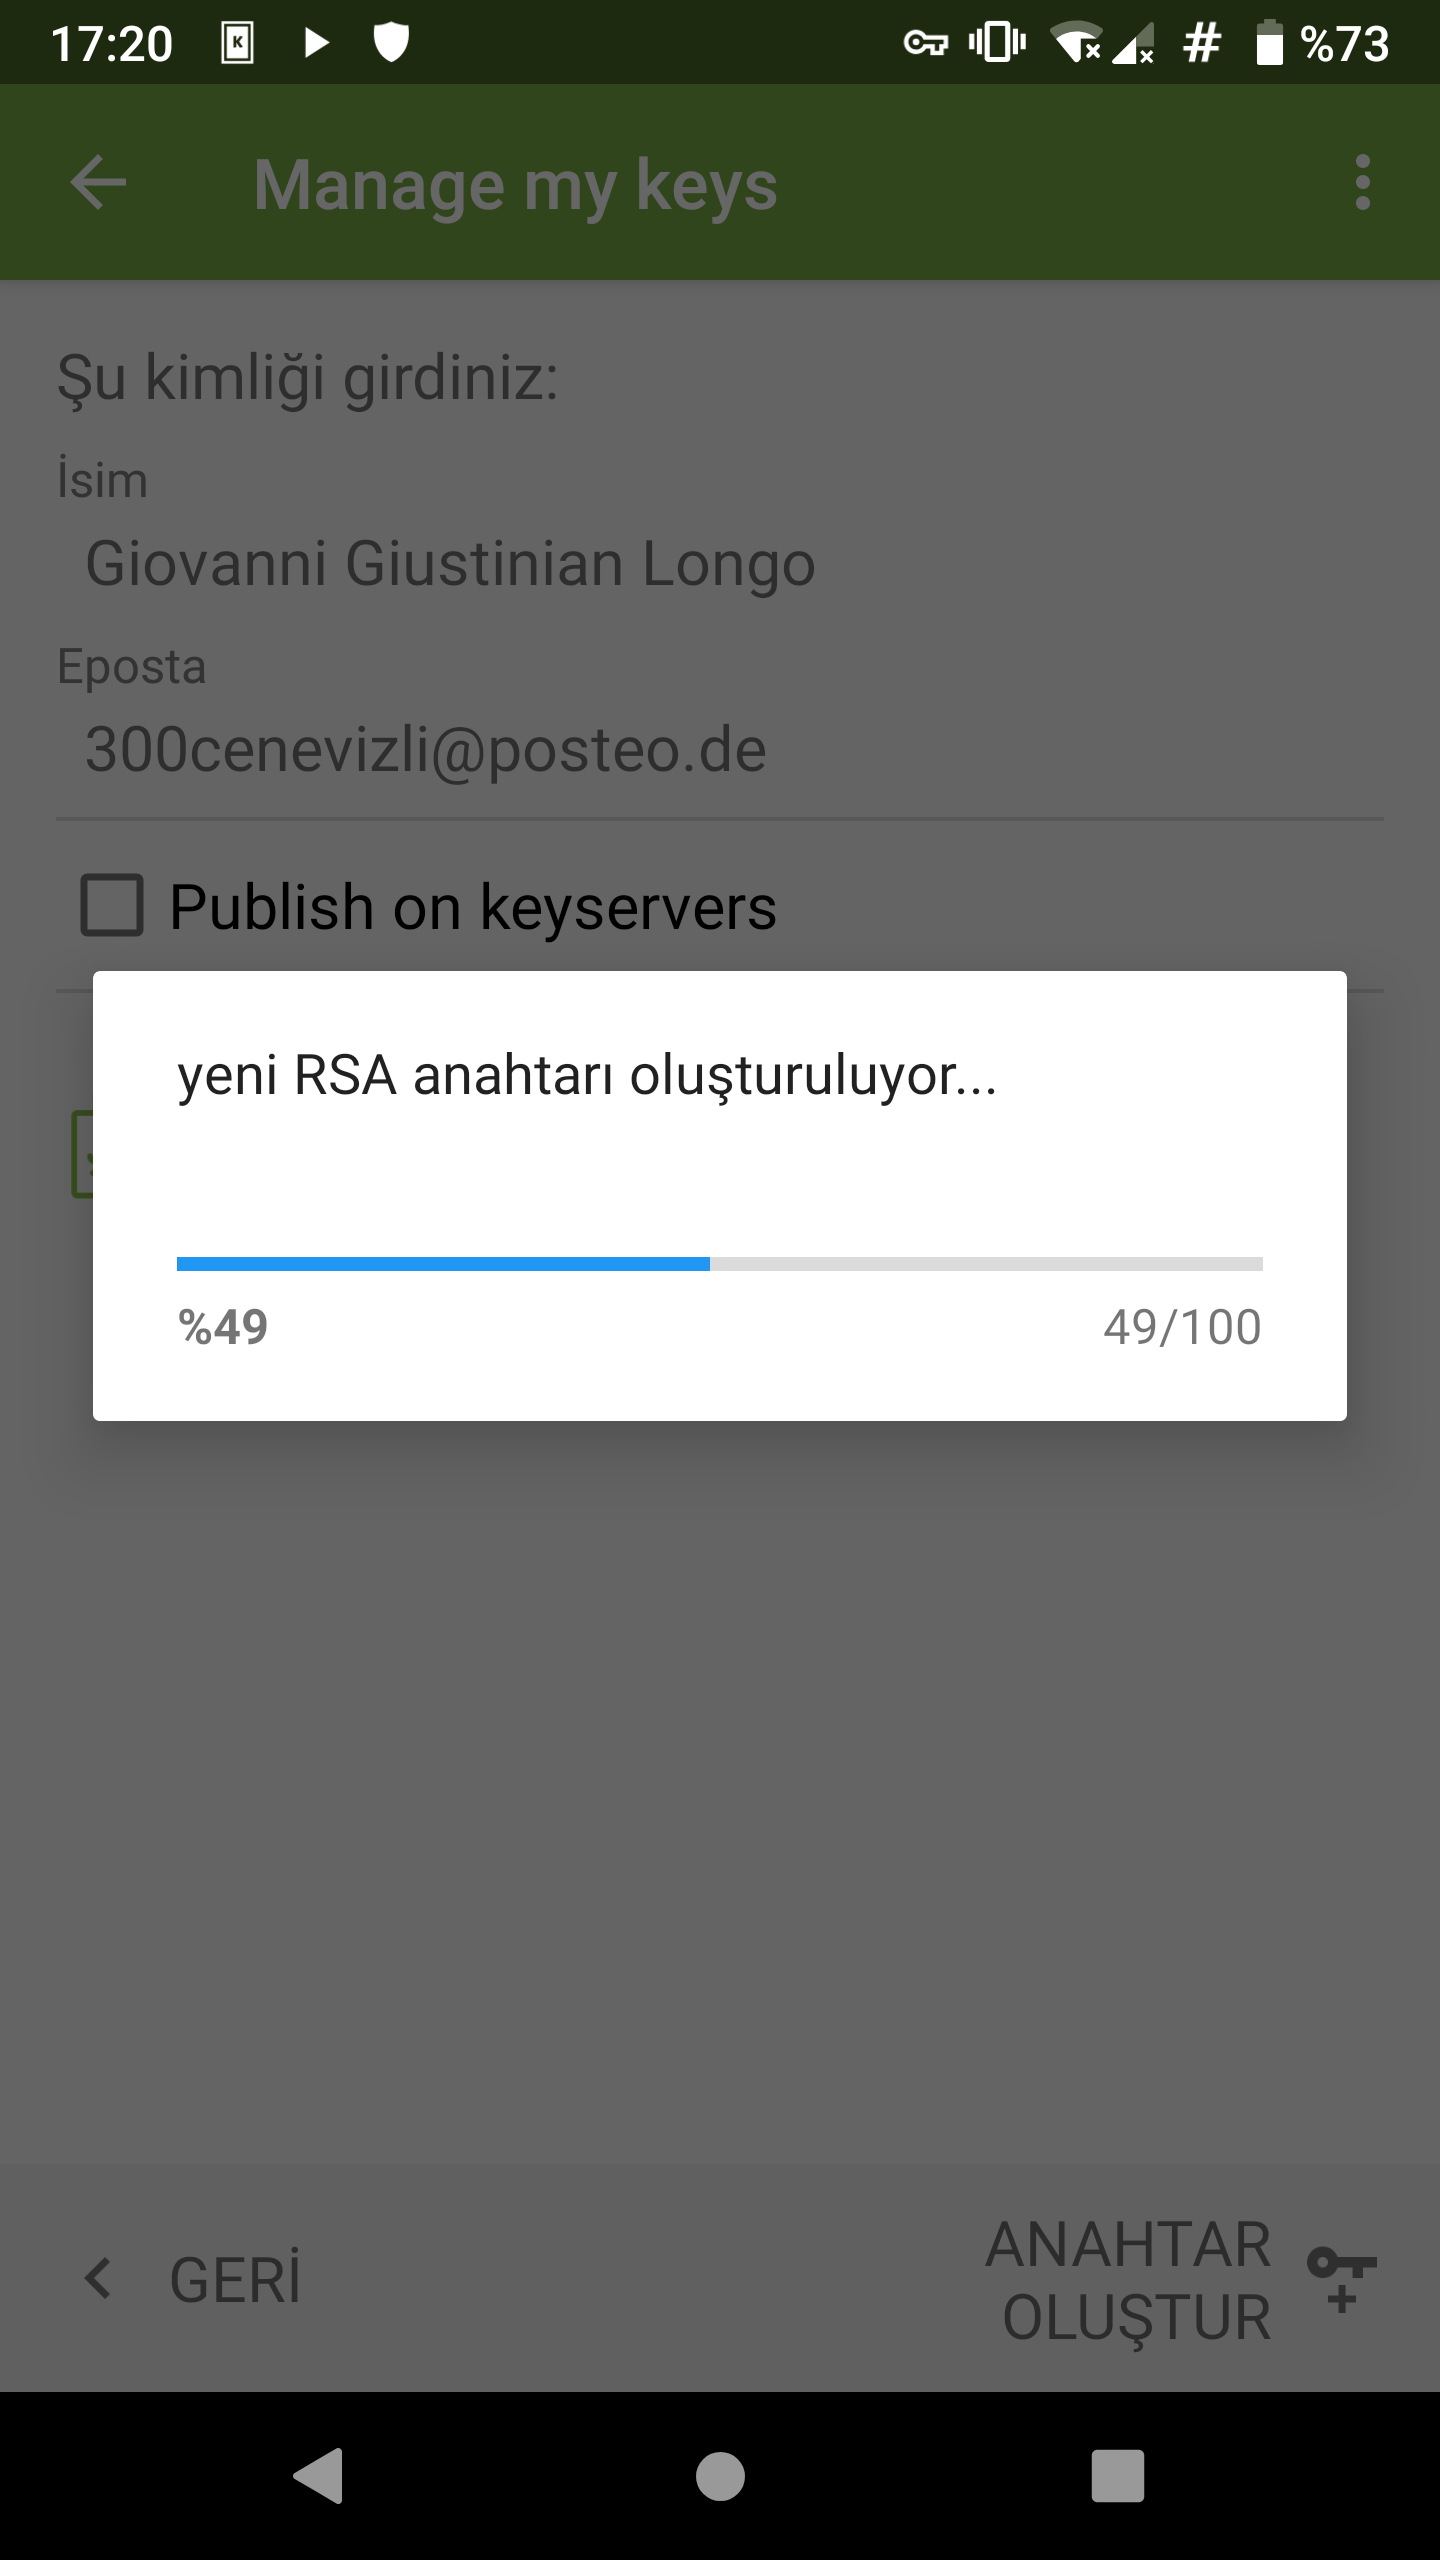 17:20
%73
Manage my keys
Şu kimliği girdiniz:
İsim
Giovanni Giustinian Longo
Eposta
300cenevizli@posteo.de
Publish on keyservers
yeni RSA anahtarı oluşturuluyor...
%49
49/100
GERİ
ANAHTAR
OLUŞTUR